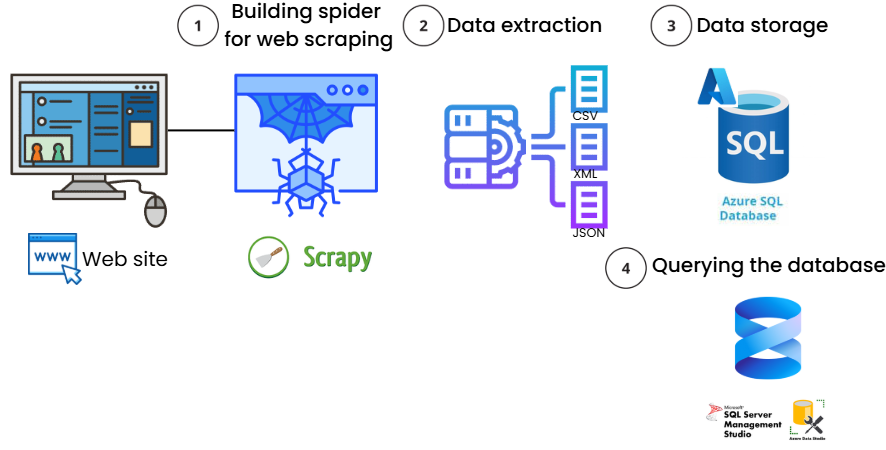 1
Building spider
for web scraping
2
Data extraction
3
Data storage
CSV
XML
JSON
SQL
Azure SQL
Database
www
Web site
Scrapy
4
Querying the database
Microsoft
SQL Server
Management
Studio
Azure Data Studio